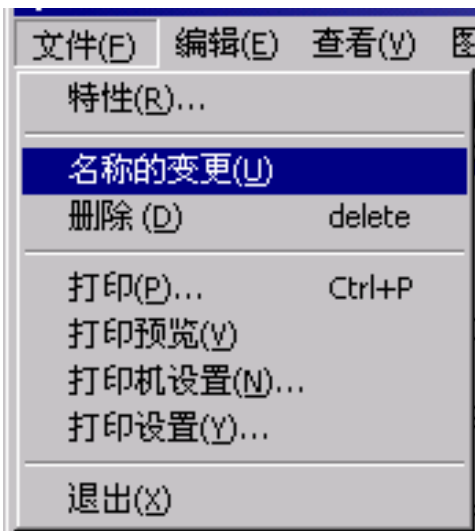 文件(F) 编辑(E) 查看(V) 图
特性(R)...
名称的变更(U)
删除 (D) delete
打印(P)... Ctrl+P
打印预览(V)
打印机设置(N)...
打印设置(Y)...
退出(X)